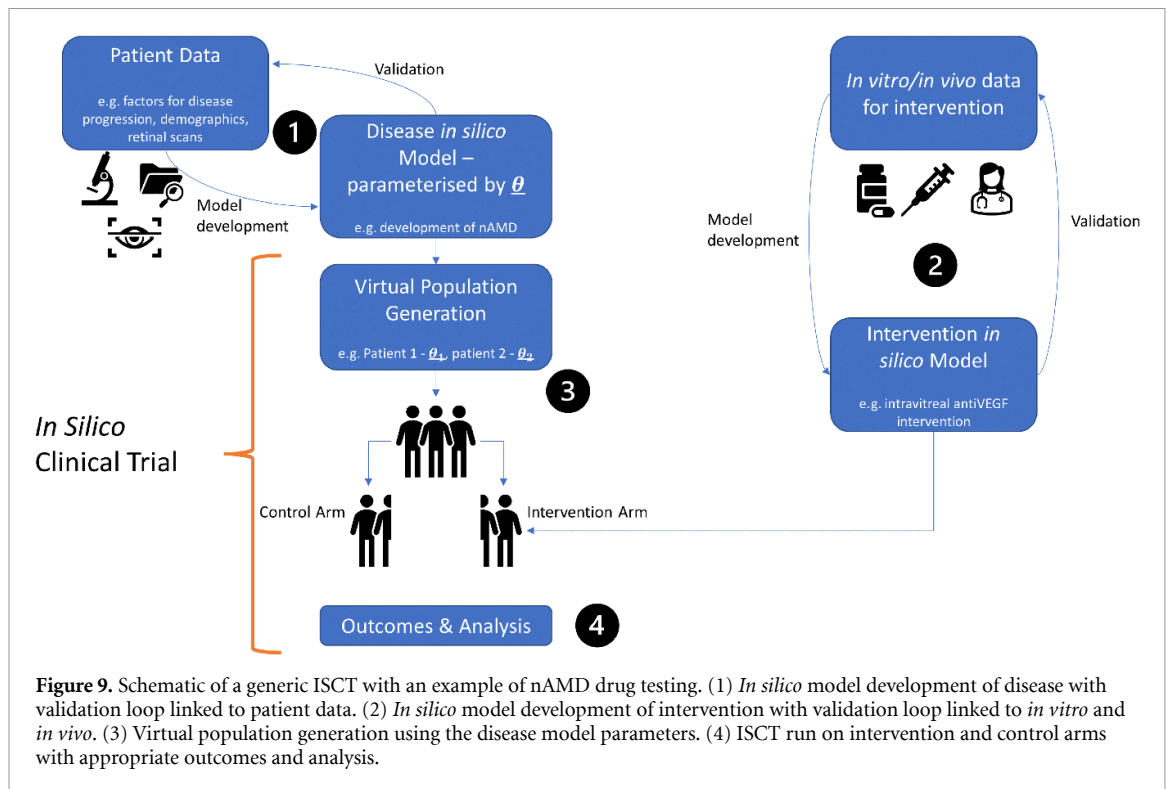 Patient Data
e.g. factors for disease
progression, demographics,
retinal scans
Validation
1
Disease in silico
Model –
parameterised by θ
e.g. development of nAMD
Model
development
Virtual Population
Generation
e.g. Patient 1 - θ1, patient 2 - θ2
3
In Silico
Clinical Trial
Control Arm
Intervention Arm
Outcomes & Analysis
4
In vitro/in vivo data
for intervention
Model
development
2
Validation
Intervention in
silico Model
e.g. intravitreal antiVEGF
intervention
Figure 9. Schematic of a generic ISCT with an example of nAMD drug testing. (1) In silico model development of disease with
validation loop linked to patient data. (2) In silico model development of intervention with validation loop linked to in vitro and
in vivo. (3) Virtual population generation using the disease model parameters. (4) ISCT run on intervention and control arms
with appropriate outcomes and analysis.